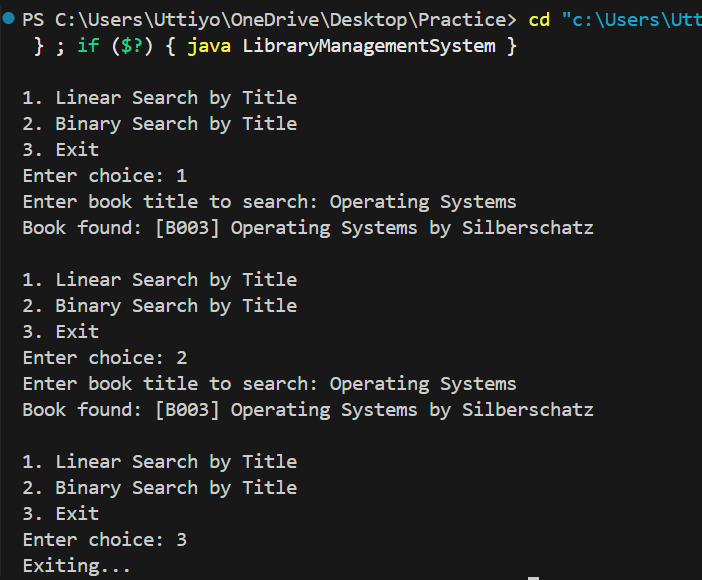 PS C:\Users\Uttiyo\OneDrive\Desktop\Practice> cd "c:\Users\Utt
} ; if ($?) { java LibraryManagementSystem }
1. Linear Search by Title
2. Binary Search by Title
3. Exit
Enter choice: 1
Enter book title to search: Operating Systems
Book found: [B003] Operating Systems by Silberschatz
1. Linear Search by Title
2. Binary Search by Title
3. Exit
Enter choice: 2
Enter book title to search: Operating Systems
Book found: [B003] Operating Systems by Silberschatz
1. Linear Search by Title
2. Binary Search by Title
3. Exit
Enter choice: 3
Exiting...